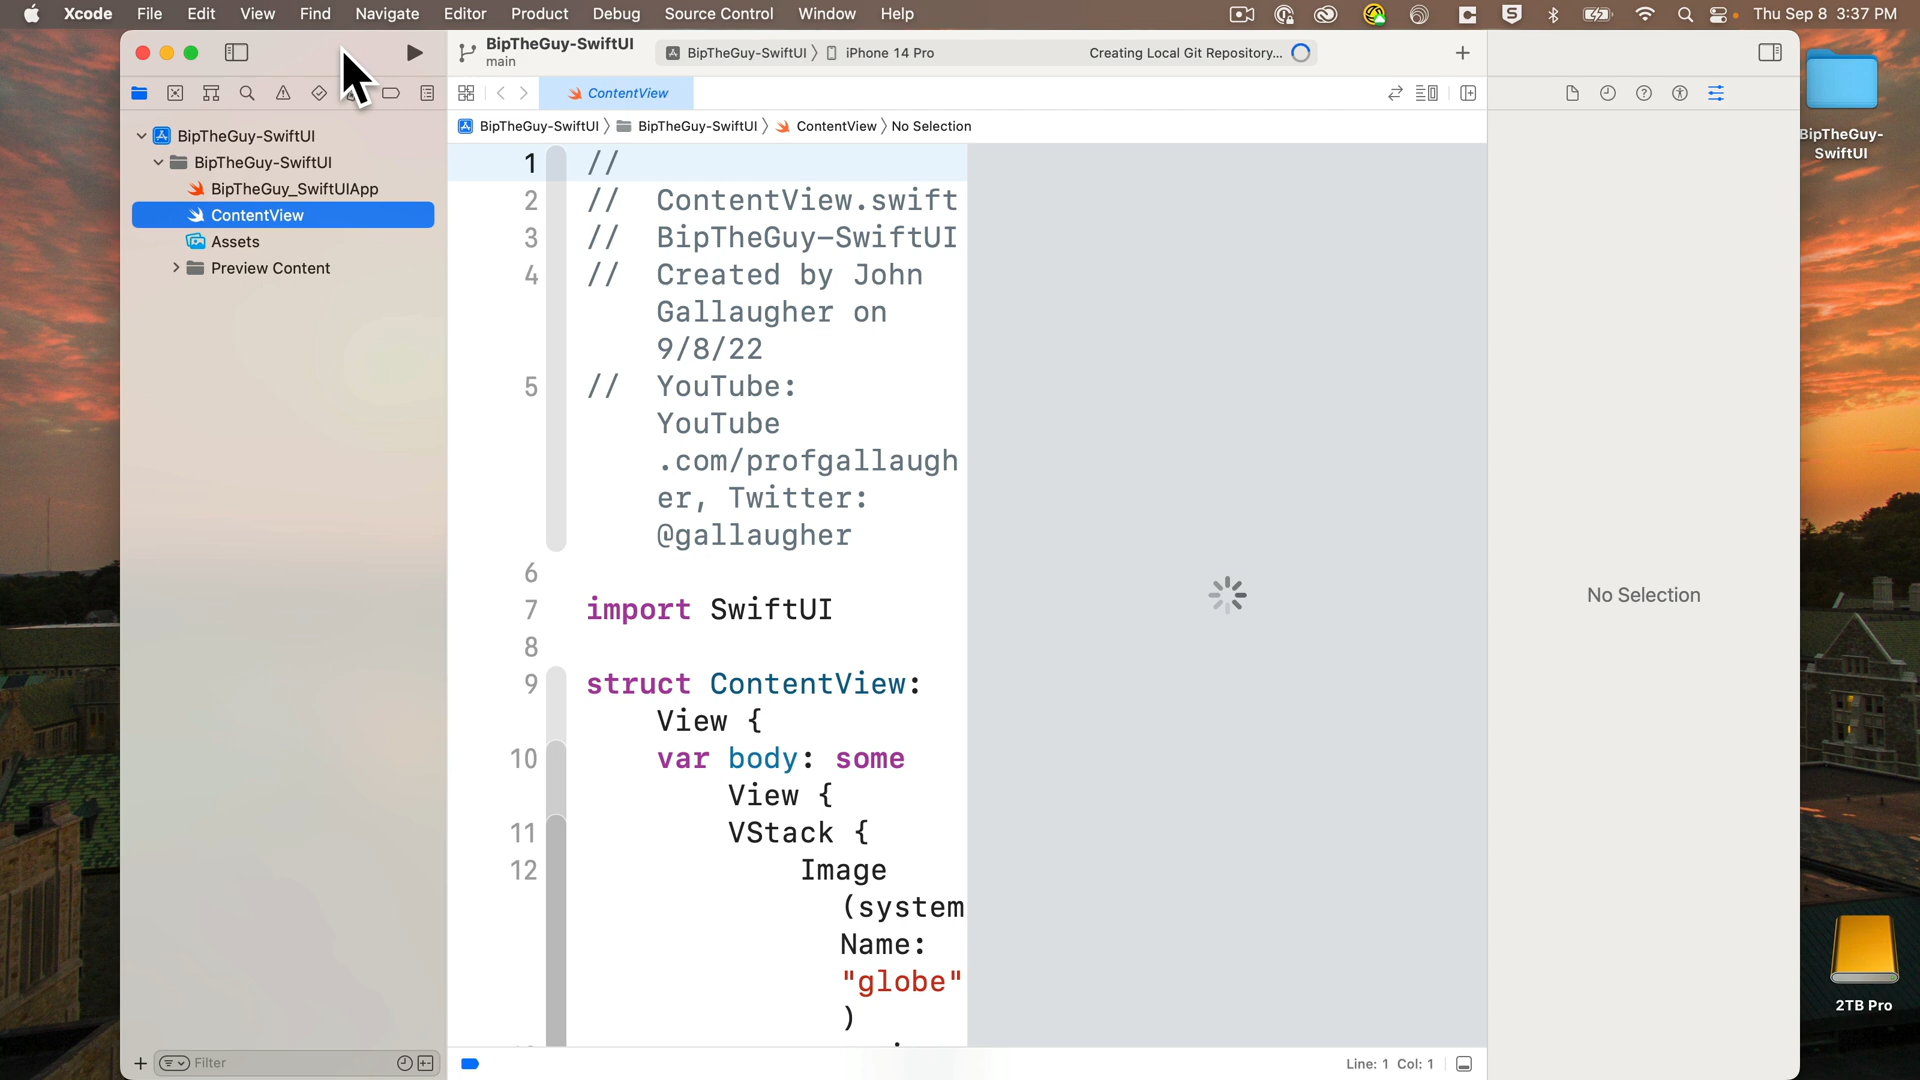 Xcode File Edit View Find Navigate Editor Product Debug Source Control Window Help Thu Sep 8 3:37 PM
BipTheGuy-SwiftUI
main
BipTheGuy-SwiftUI iPhone 14 Pro Creating Local Git Repository...
ContentView
BipTheGuy-SwiftUI BipTheGuy-SwiftUI ContentView No Selection
BipTheGuy-SwiftUI
BipTheGuy-SwiftUI
BipTheGuy_SwiftUIApp
ContentView
Assets
Preview Content
1 //
2 // ContentView.swift
3 // BipTheGuy-SwiftUI
4 // Created by John
Gallaugher on
9/8/22
5 // YouTube:
YouTube
.com/profgallaugh
er, Twitter:
@gallaugher
6
7 import SwiftUI
8
9 struct ContentView:
View {
10 var body: some
View {
11 VStack {
12 Image
(system
Name:
"globe"
)
No Selection
BipTheGuy-
SwiftUI
2TB Pro
Filter
Line: 1 Col: 1